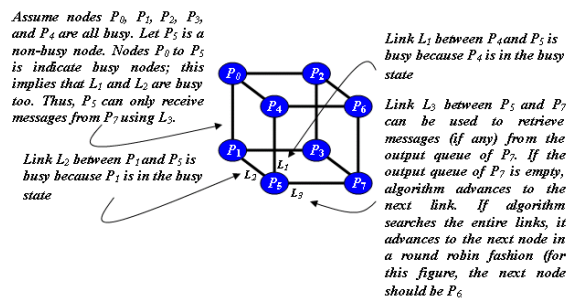 Assume nodes P0, P1, P2, P3,
and P4 are all busy. Let P5 is a
non-busy node. Nodes P0 to P5
is indicate busy nodes; this
implies that L1 and L2 are busy
too. Thus, P5 can only receive
messages from P7 using L3.
Link L2 between P1 and P5 is
busy because P1 is in the busy
state
P0
P2
P4
P6
P1
P3
L1
L2
P5
P7
L3
Link L1 between P4 and P5 is
busy because P4 is in the busy
state
Link L3 between P5 and P7
can be used to retrieve
messages (if any) from the
output queue of P7. If the
output queue of P7 is empty,
algorithm advances to the
next link. If algorithm
searches the entire links, it
advances to the next node in
a round robin fashion (for
this figure, the next node
should be P6